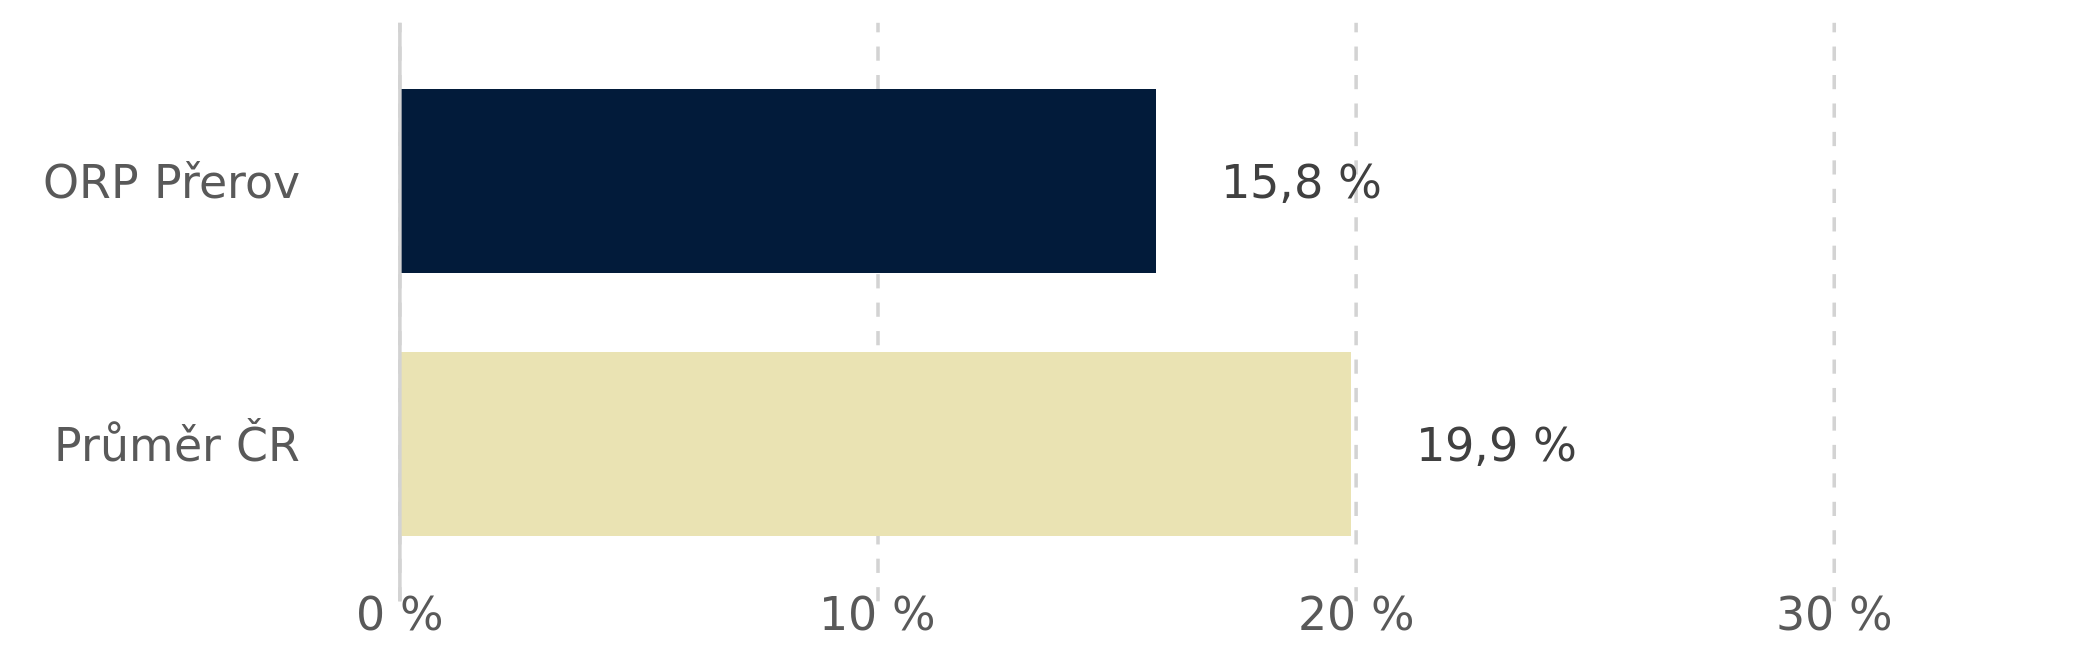 ORP Přerov 15,8 %
Průměr ČR 19,9 %
0 % 10 % 20 % 30 %